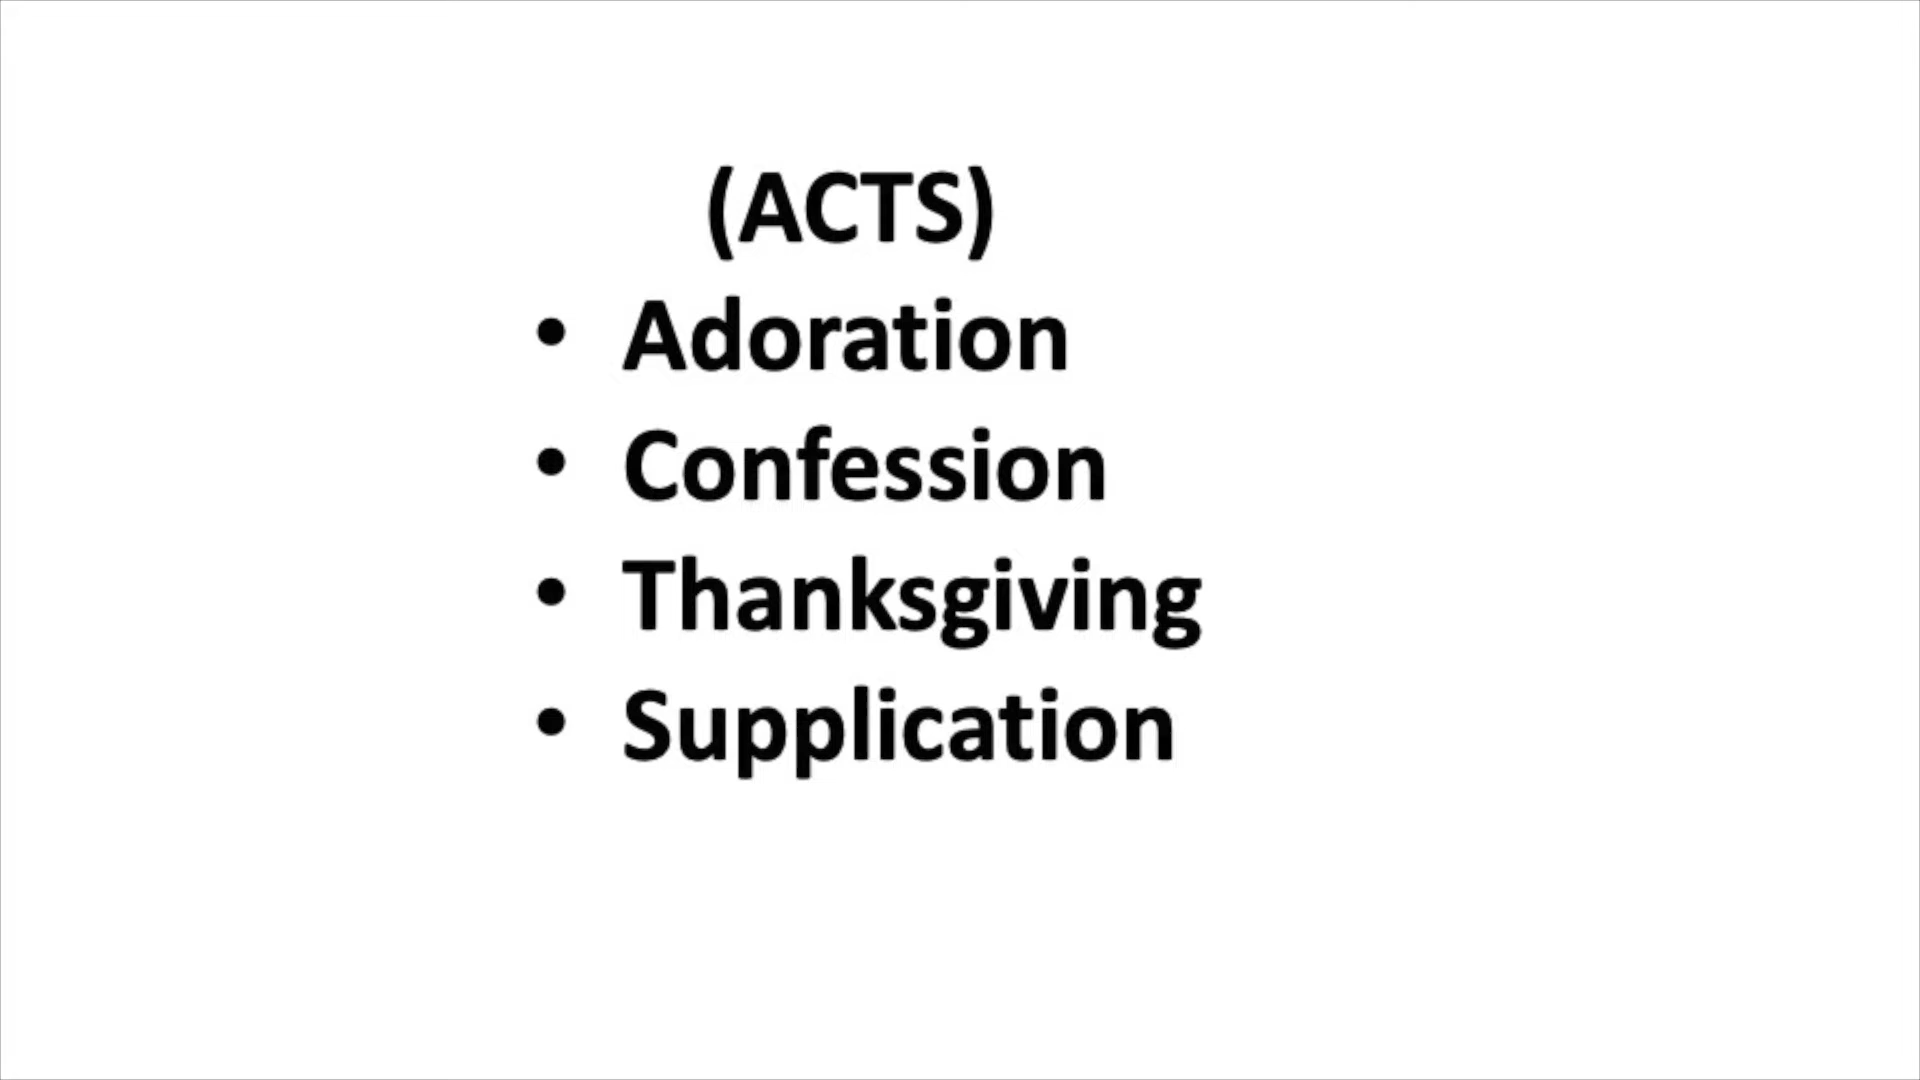 (ACTS)
• Adoration
• Confession
• Thanksgiving
• Supplication